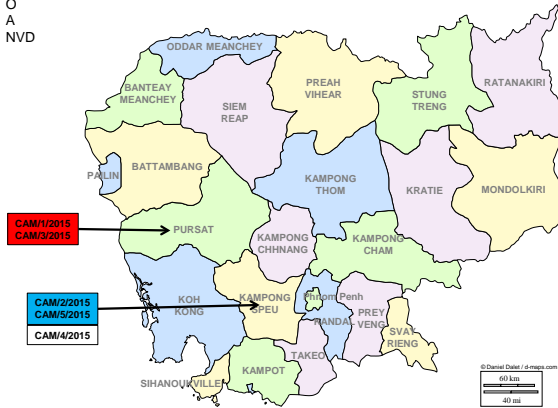 O
A
NVD
ODDAR MEANCHEY
BANTEAY
MEANCHEY
SIEM
REAP
PREAH
VIHEAR
STUNG
TRENG
RATANAKIRI
PAILIN
BATTAMBANG
KAMPONG
THOM
KRATIE
MONDOLKIRI
CAM/1/2015
CAM/3/2015
PURSAT
KAMPONG
CHHNANG
KAMPONG
CHAM
CAM/2/2015
CAM/5/2015
CAM/4/2015
KOH
KONG
KAMPONG
SPEU
Phnom Penh
KANDAL
PREY
VENG
SVAY
RIENG
TAKEO
KAMPOT
SIHANOUKVILLE
© Daniel Dalet / d-maps.com
60 km
40 mi